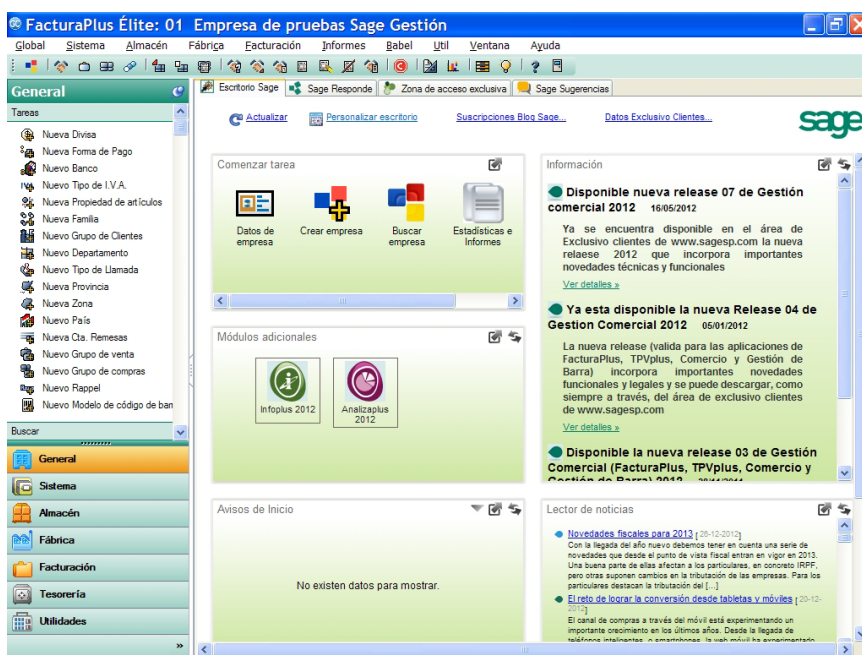 FacturaPlus Élite: 01 Empresa de pruebas Sage Gestión
Global Sistema Almacén Fábrica Facturación Informes Babel Util Ventana Ayuda
General
Escritorio Sage Sage Responde Zona de acceso exclusiva Sage Sugerencias
Tareas
Nueva Divisa
Nueva Forma de Pago
Nuevo Banco
Nuevo Tipo de I.V.A.
Nueva Propiedad de artículos
Nueva Familia
Nuevo Grupo de Clientes
Nuevo Departamento
Nuevo Tipo de Llamada
Nueva Provincia
Nueva Zona
Nuevo País
Nueva Cta. Remesas
Nuevo Grupo de venta
Nuevo Grupo de compras
Nuevo Rappel
Nuevo Modelo de código de ban
Buscar
General
Sistema
Almacén
Fábrica
Facturación
Tesorería
Utilidades
»
Actualizar Personalizar escritorio Suscripciones Blog Sage... Datos Exclusivo Clientes...
sage
Comenzar tarea
Datos de
empresa
Crear empresa
Buscar
empresa
Estadísticas e
Informes
Módulos adicionales
Infoplus 2012
Analizaplus
2012
Avisos de Inicio
No existen datos para mostrar.
Información
Disponible nueva release 07 de Gestión
comercial 2012 16/05/2012
Ya se encuentra disponible en el área de
Exclusivo clientes de www.sagesp.com la nueva
relaese 2012 que incorpora importantes
novedades técnicas y funcionales
Ver detalles »
Ya esta disponible la nueva Release 04 de
Gestion Comercial 2012 05/01/2012
La nueva release (valida para las aplicaciones de
FacturaPlus, TPVplus, Comercio y Gestión de
Barra) incorpora importantes novedades
funcionales y legales y se puede descargar, como
siempre a través, del área de exclusivo clientes
de www.sagesp.com
Ver detalles »
Disponible la nueva release 03 de Gestión
Comercial (FacturaPlus, TPVplus, Comercio y
Gestión de Barra) 2012
Lector de noticias
Novedades fiscales para 2013 [26-12-2012]
Con la llegada del año nuevo debemos tener en cuenta una serie de
novedades que desde el punto de vista fiscal entran en vigor en 2013.
Una buena parte de ellas afectan a los particulares, en concreto IRPF,
pero otras suponen cambios en la tributación de las empresas. Para los
particulares destacan la tributación del [...]
El reto de lograr la conversión desde tabletas y móviles [20-12-
2012]
El canal de compras a través del móvil está experimentando un
importante crecimiento en los últimos años. Desde la llegada de
teléfonos inteligentes, o smartphones, la web móvil ha experimentado